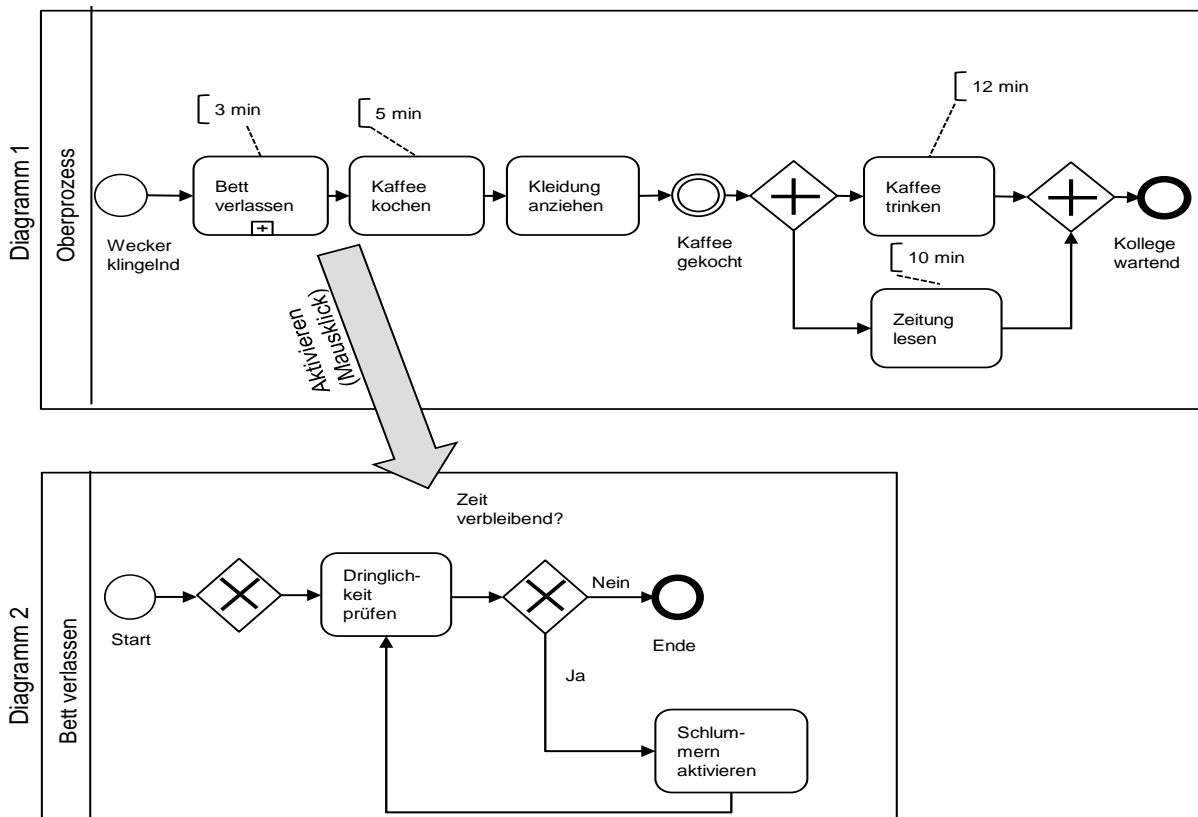 Diagramm 1
Oberprozess
3 min
5 min
12 min
Bett
verlassen
Kaffee
kochen
Kleidung
anziehen
Kaffee
trinken
Wecker
klingelnd
Kaffee
gekocht
Kollege
wartend
10 min
Zeitung
lesen
Aktivieren
(Mausklick)
Diagramm 2
Bett verlassen
Zeit
verbleibend?
Dringlich-
keit
prüfen
Nein
Start
Ende
Ja
Schlum-
mern
aktivieren